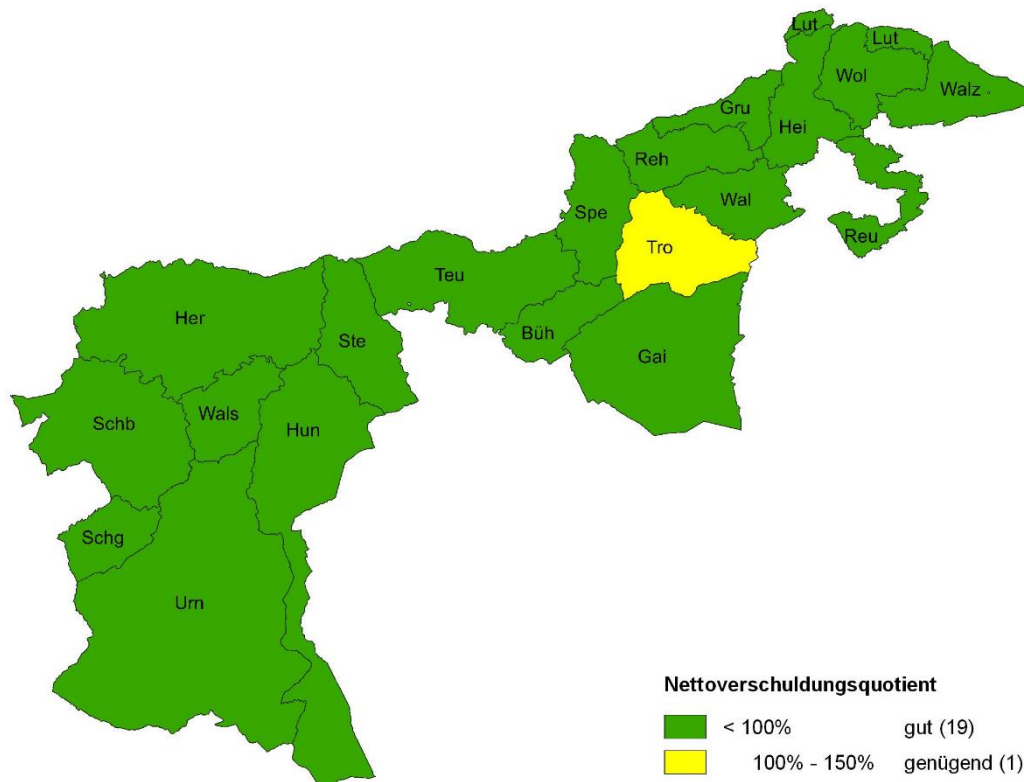 Lut
Lut
Wol
Walz
Gru
Hei
Reh
Wal
Spe
Reu
Tro
Teu
Her
Büh
Ste
Gai
Wals
Schb
Hun
Schg
Urn
Nettoverschuldungsquotient
< 100% gut (19)
100% - 150% genügend (1)